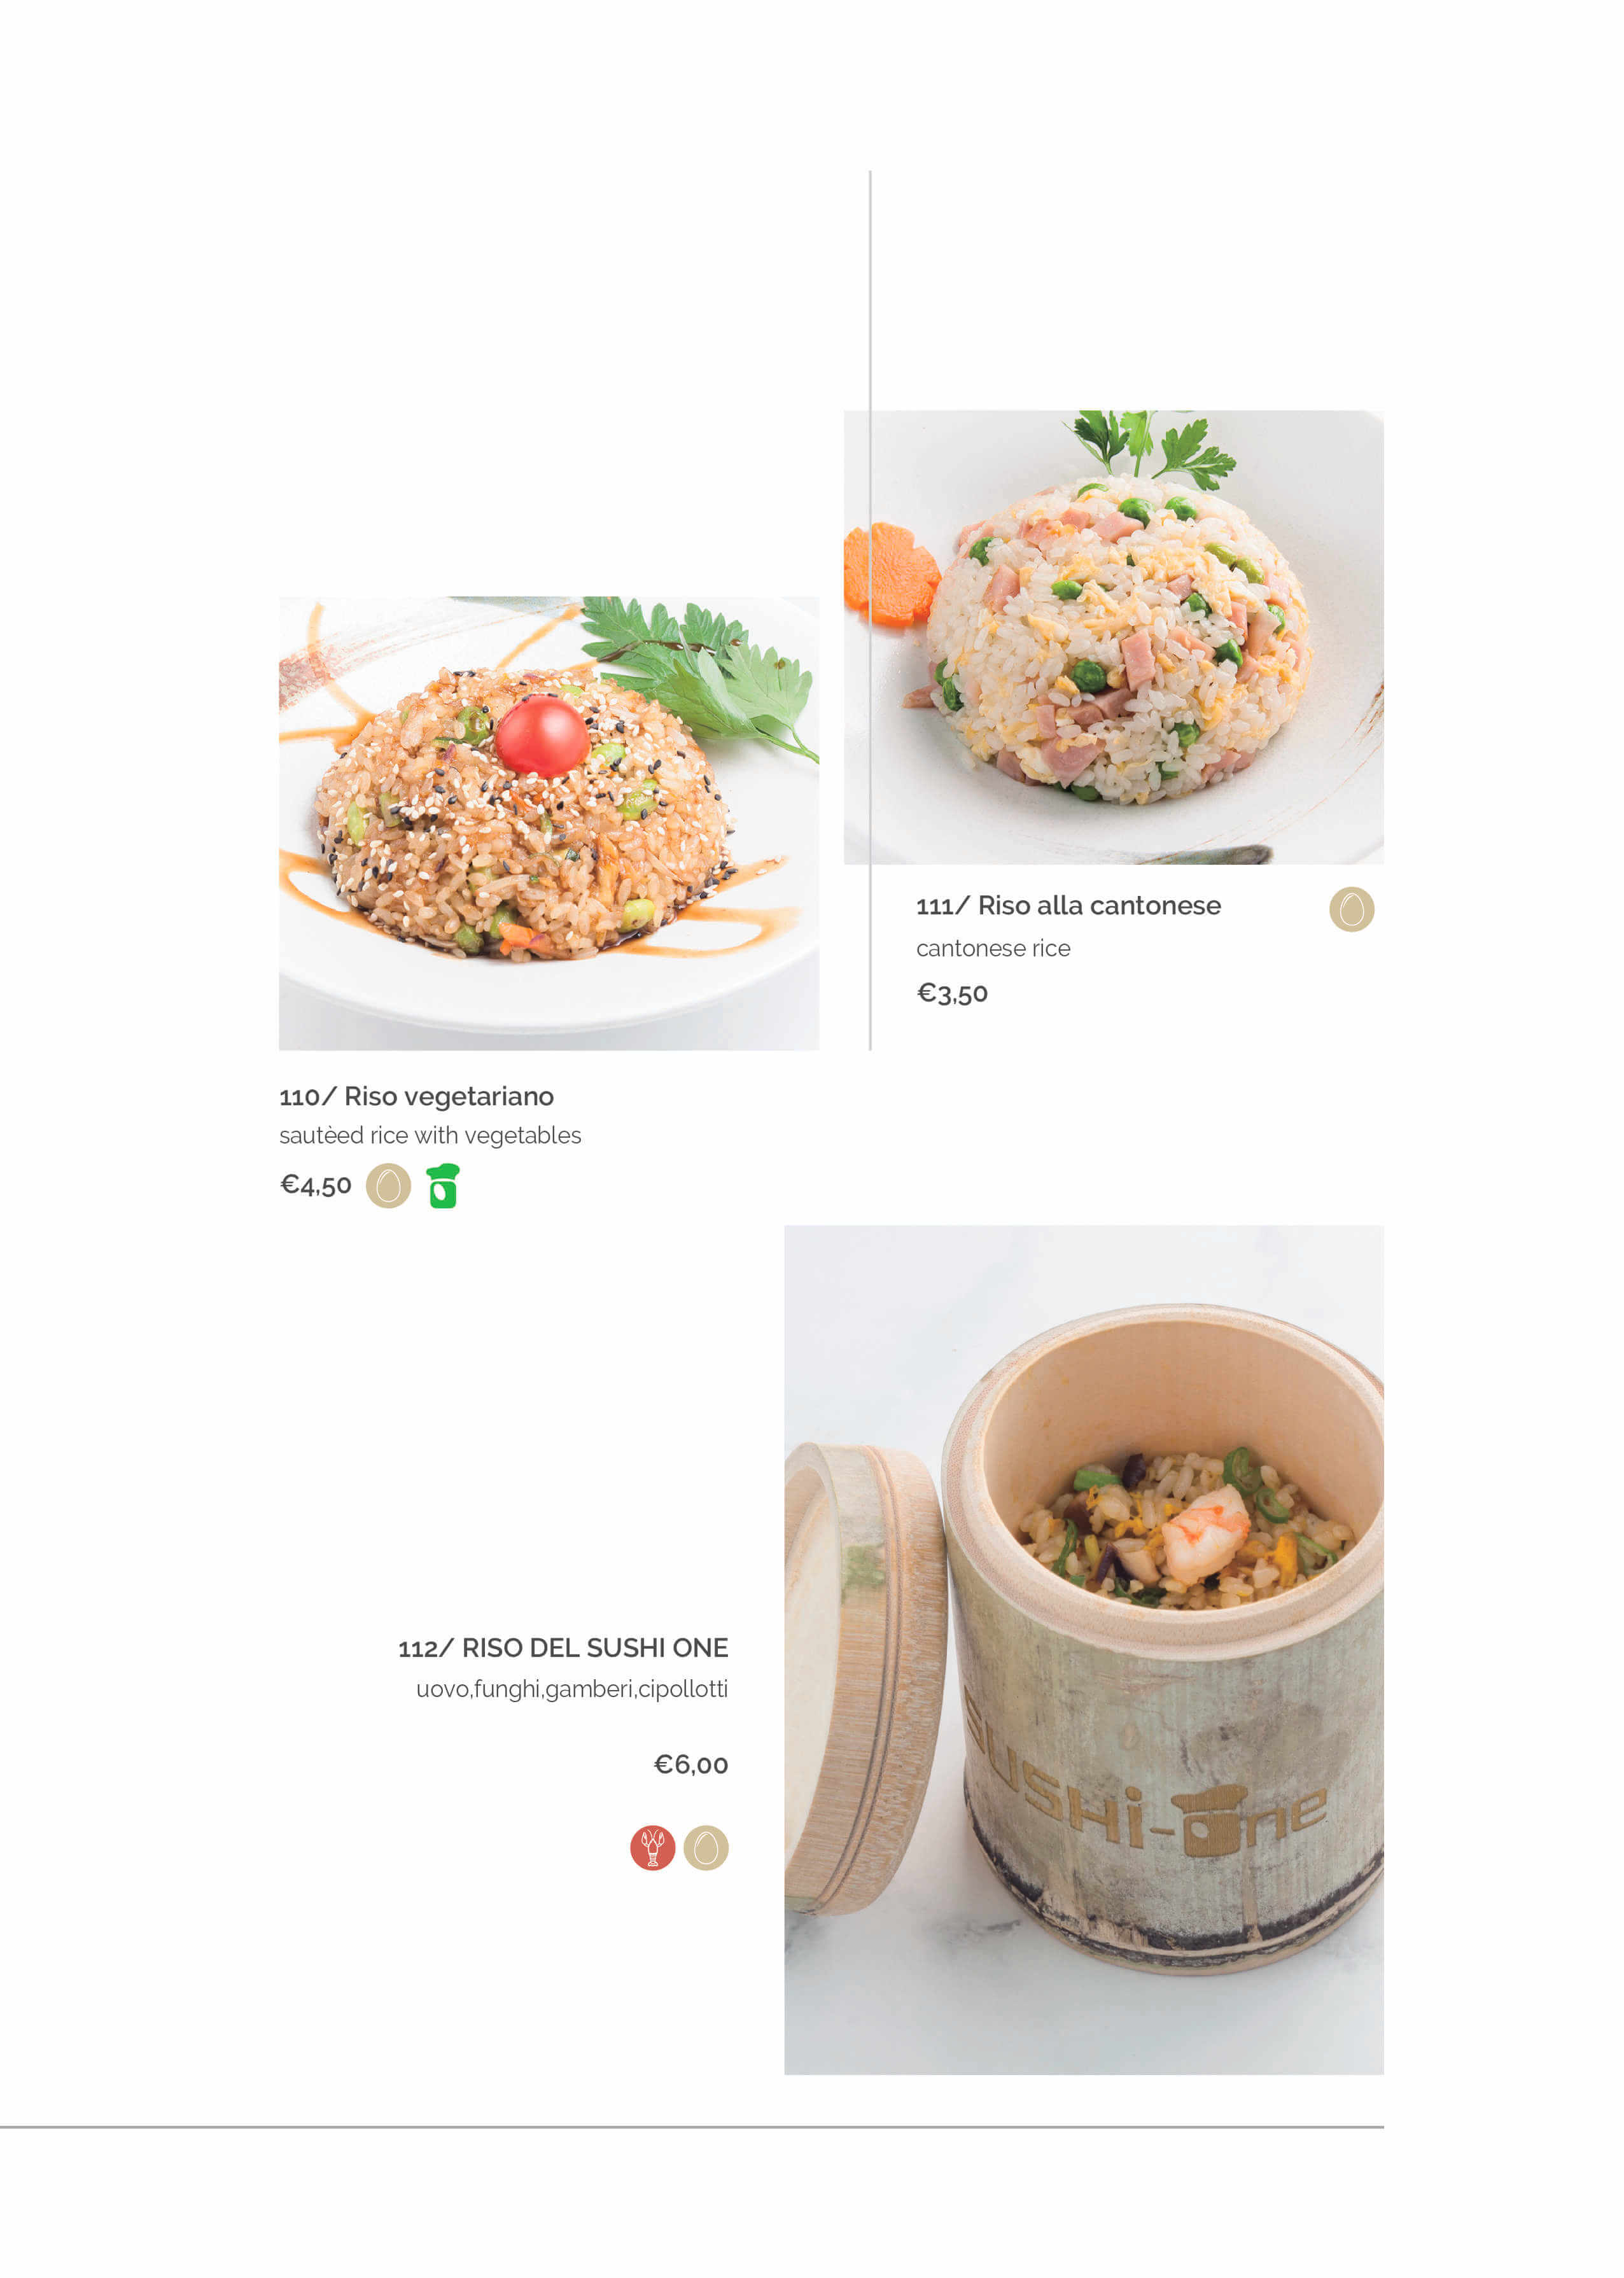 111/ Riso alla cantonese
cantonese rice
€3,50
110/ Riso vegetariano
sautèed rice with vegetables
€4,50
112/ RISO DEL SUSHI ONE
uovo,funghi,gamberi,cipollotti
€6,00
SUSHi-One